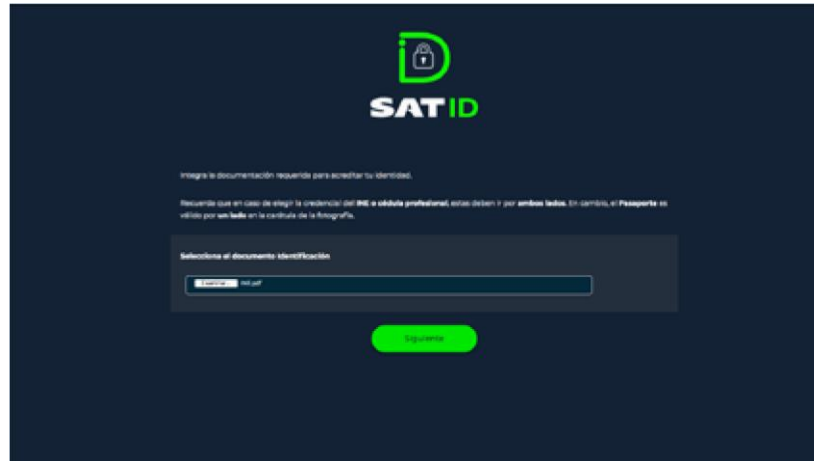 SAT ID
Integra la documentación requerida para acreditar tu identidad.
Recuerda que en caso de elegir la credencial del INE o cédula profesional, estas deben ir por ambos lados. En cambio, el Pasaporte es
válido por un lado en la carátula de la fotografía.
Selecciona el documento identificación
Examinar...
Siguiente